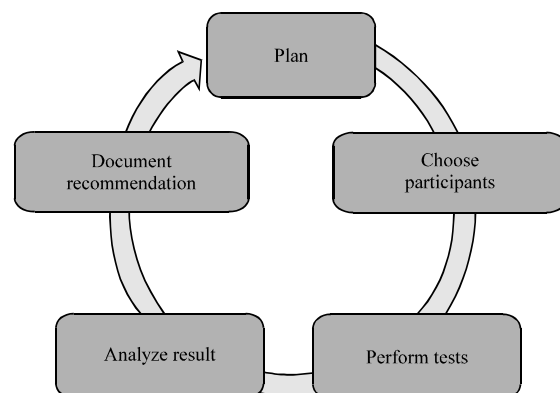 Plan
Choose
participants
Perform tests
Analyze result
Document
recommendation